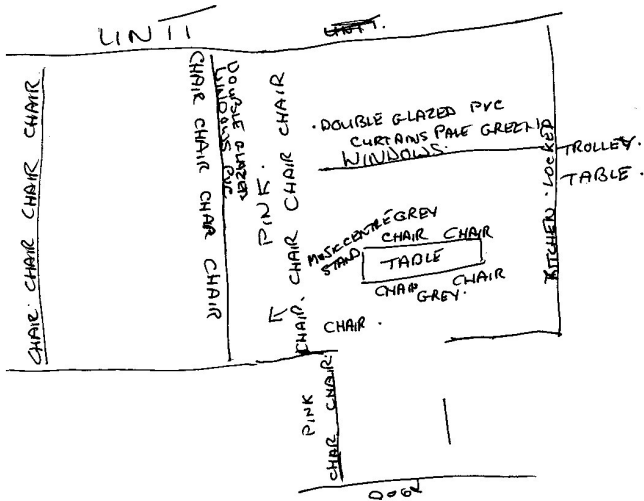 UNIT
UNIT.
CHAIR. CHAIR CHAIR CHAIR
CHAIR CHAIR CHAIR CHAIR
DOUBLE GLAZED
WINDOWS PVC
PINK.
CHAIR. CHAIR CHAIR CHAIR
. DOUBLE GLAZED PVC
CURTAINS PALE GREEN
WINDOWS.
KITCHEN. LOCKED
TROLLEY.
TABLE.
MUSIC CENTRE GREY
STAND
CHAIR CHAIR
TABLE
CHAIR CHAIR
GREY.
CHAIR.
PINK
CHAIR CHAIR.
DOOR